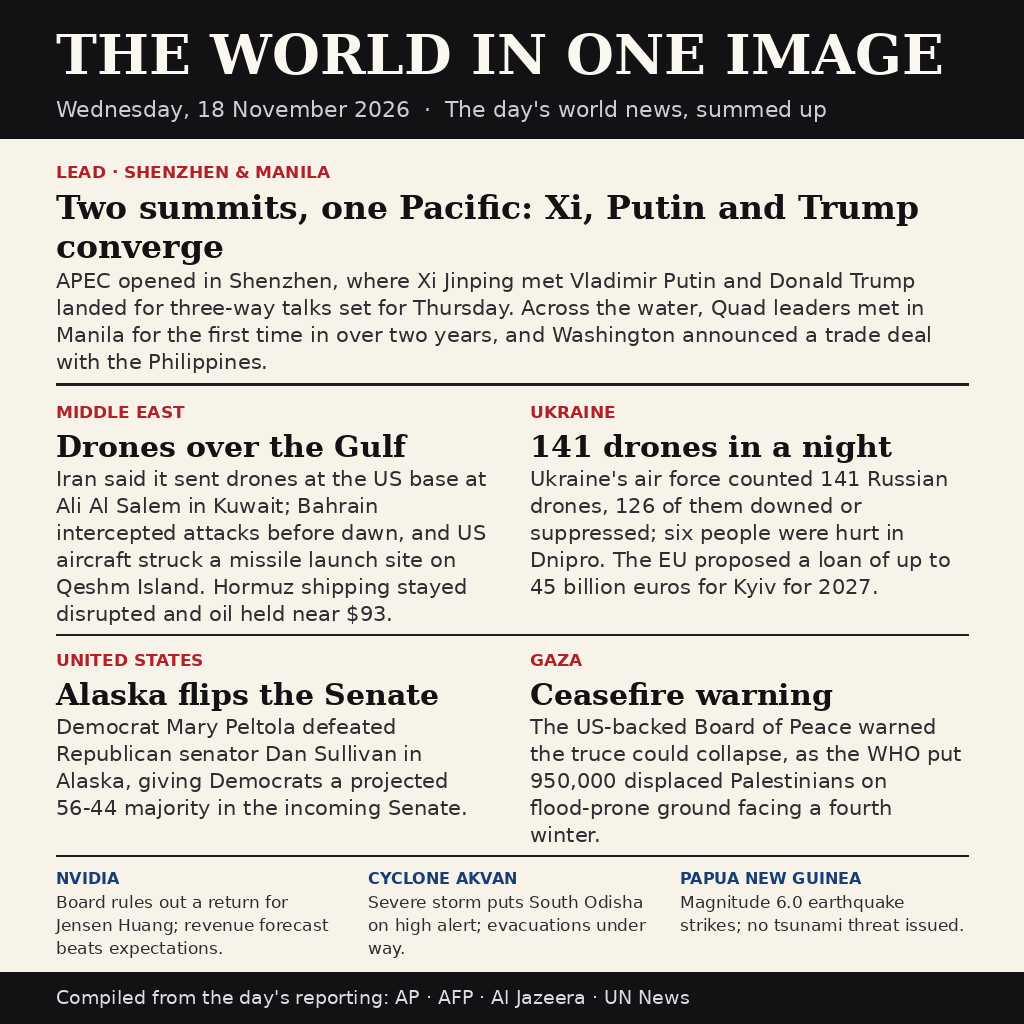 THE WORLD IN ONE IMAGE
Wednesday, 18 November 2026 · The day's world news, summed up
LEAD · SHENZHEN & MANILA
Two summits, one Pacific: Xi, Putin and Trump
converge
APEC opened in Shenzhen, where Xi Jinping met Vladimir Putin and Donald Trump
landed for three-way talks set for Thursday. Across the water, Quad leaders met in
Manila for the first time in over two years, and Washington announced a trade deal
with the Philippines.
MIDDLE EAST
Drones over the Gulf
Iran said it sent drones at the US base at
Ali Al Salem in Kuwait; Bahrain
intercepted attacks before dawn, and US
aircraft struck a missile launch site on
Qeshm Island. Hormuz shipping stayed
disrupted and oil held near $93.
UKRAINE
141 drones in a night
Ukraine's air force counted 141 Russian
drones, 126 of them downed or
suppressed; six people were hurt in
Dnipro. The EU proposed a loan of up to
45 billion euros for Kyiv for 2027.
UNITED STATES
Alaska flips the Senate
Democrat Mary Peltola defeated
Republican senator Dan Sullivan in
Alaska, giving Democrats a projected
56-44 majority in the incoming Senate.
GAZA
Ceasefire warning
The US-backed Board of Peace warned
the truce could collapse, as the WHO put
950,000 displaced Palestinians on
flood-prone ground facing a fourth
winter.
NVIDIA
Board rules out a return for
Jensen Huang; revenue forecast
beats expectations.
CYCLONE AKVAN
Severe storm puts South Odisha
on high alert; evacuations under
way.
PAPUA NEW GUINEA
Magnitude 6.0 earthquake
strikes; no tsunami threat issued.
Compiled from the day's reporting: AP · AFP · Al Jazeera · UN News